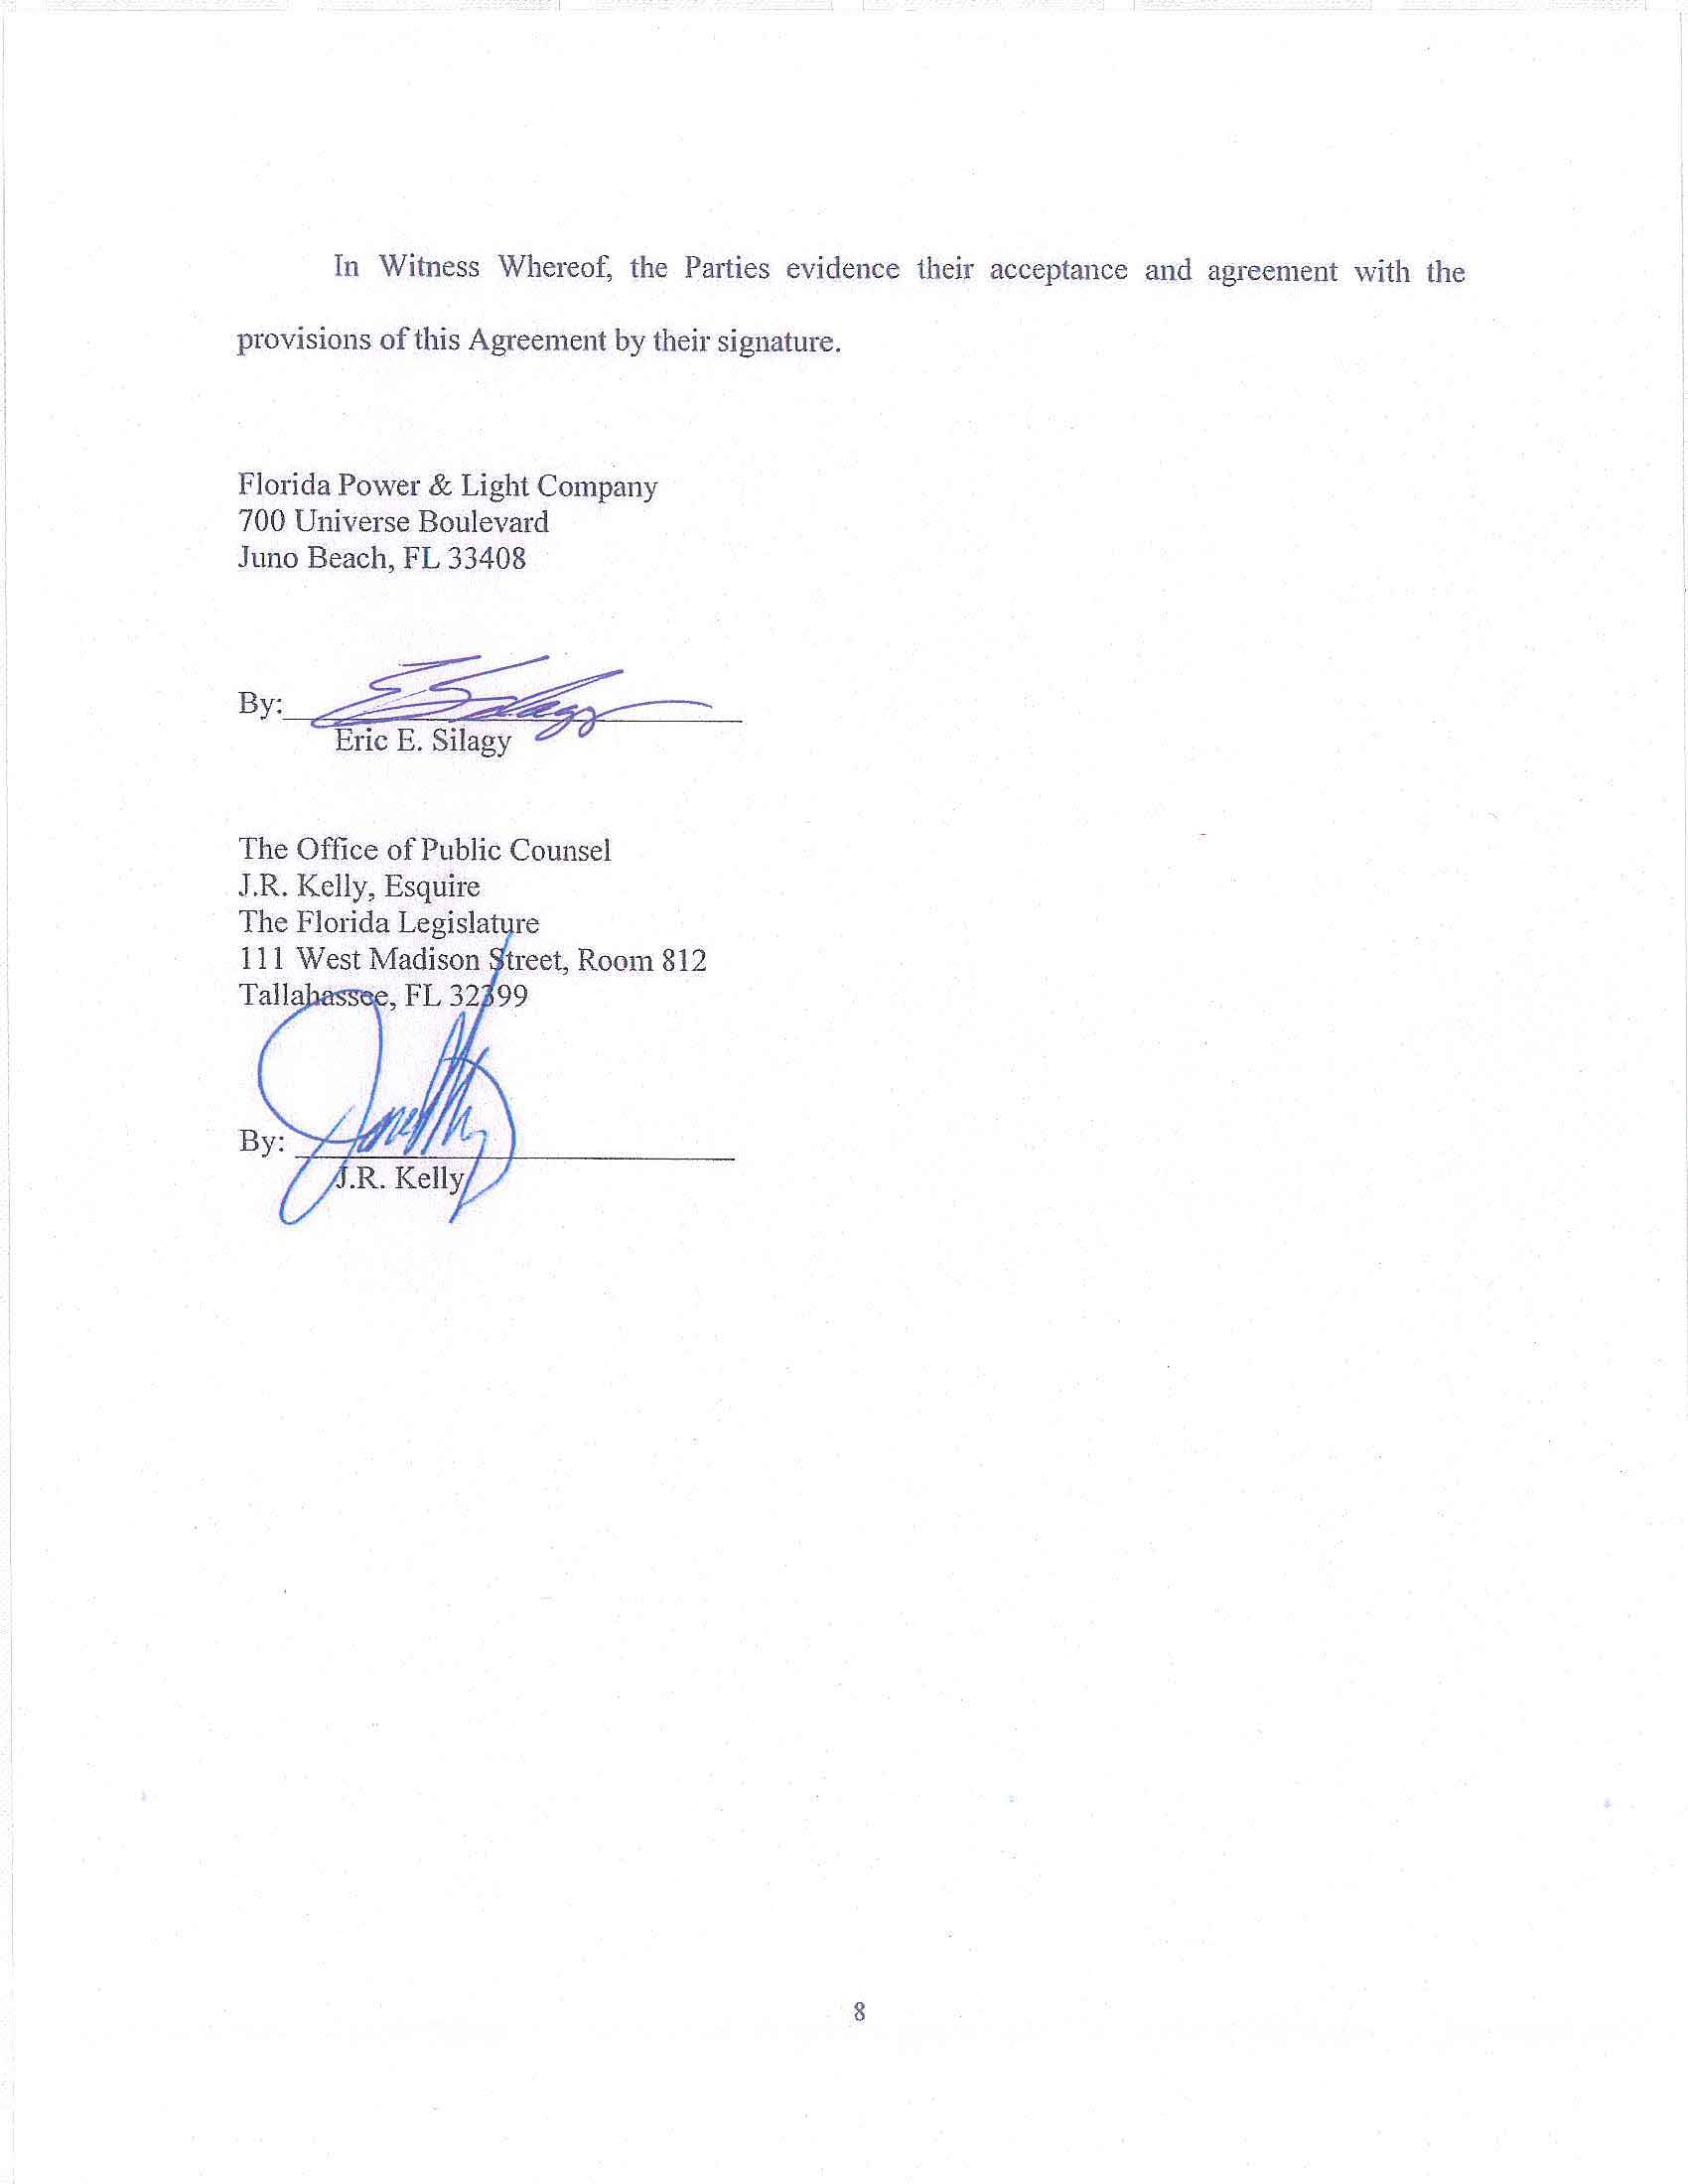 In Witness Whereof, the Parties evidence their acceptance and agreement with the
provisions of this Agreement by their signature.
Florida Power & Light Company
700 Universe Boulevard
Juno Beach, FL 33408
By: E Silagy
Eric E. Silagy
The Office of Public Counsel
J.R. Kelly, Esquire
The Florida Legislature
111 West Madison Street, Room 812
Tallahassee, FL 32399
By:
J.R. Kelly
8